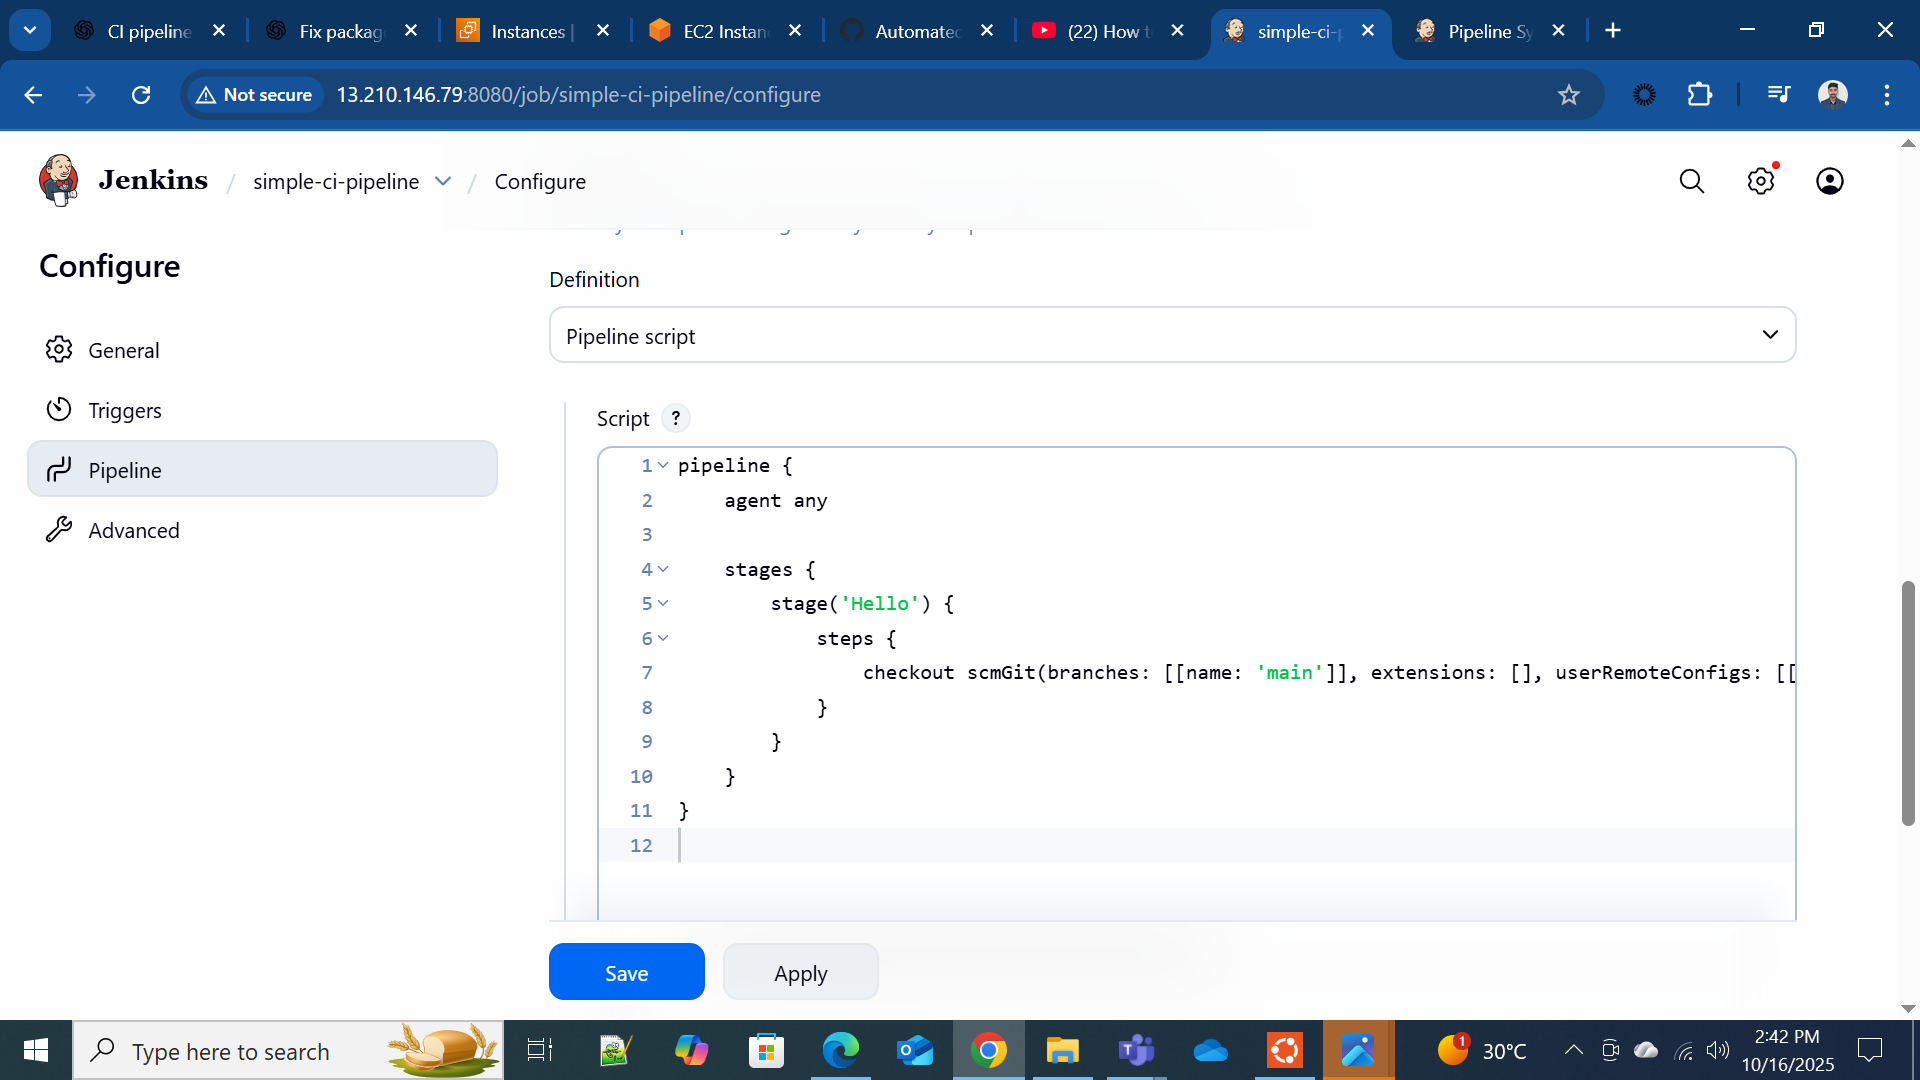 CI pipeline
Fix packag
Instances |
EC2 Instan
Automated
(22) How t
simple-ci-p
Pipeline Sy
Not secure
13.210.146.79:8080/job/simple-ci-pipeline/configure
Jenkins / simple-ci-pipeline / Configure
Configure
General
Triggers
Pipeline
Advanced
Definition
Pipeline script
Script ?
1 pipeline {
2 agent any
3
4 stages {
5 stage('Hello') {
6 steps {
7 checkout scmGit(branches: [[name: 'main']], extensions: [], userRemoteConfigs: [[
8 }
9 }
10 }
11 }
12
Save
Apply
Type here to search
1
30°C
2:42 PM
10/16/2025